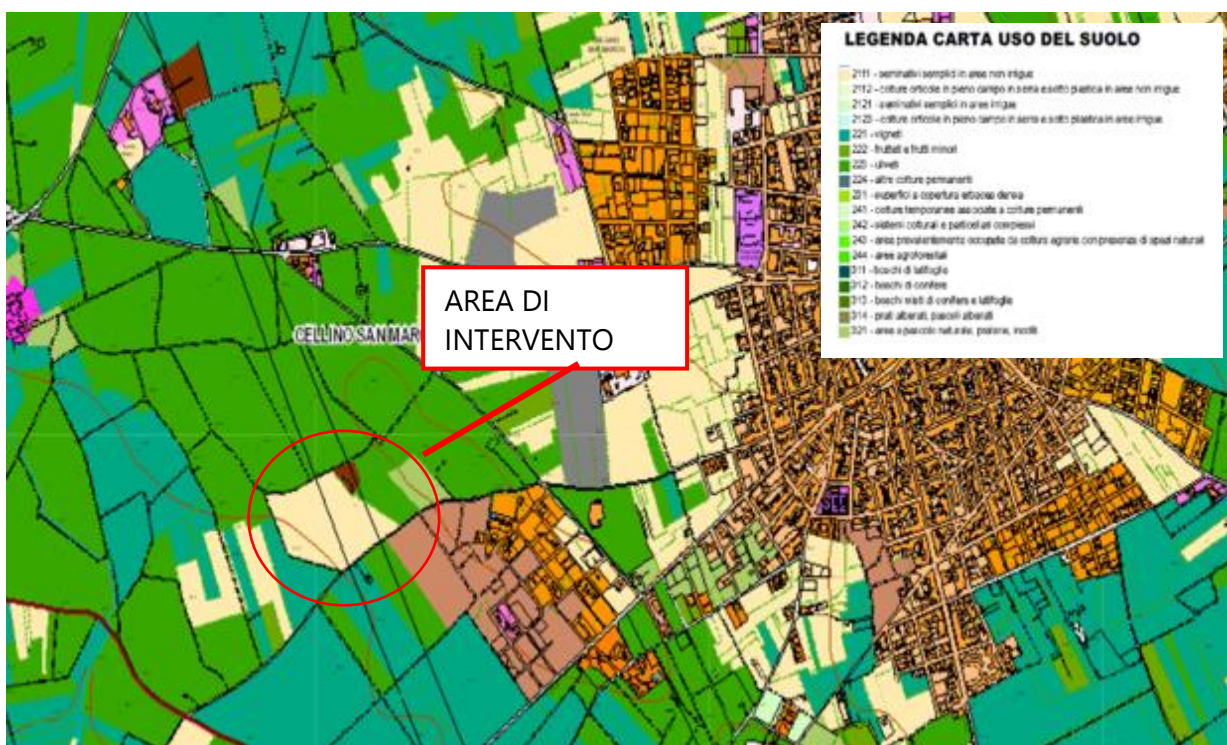 LEGENDA CARTA USO DEL SUOLO
2111 - seminativi semplici in aree non irrigue
2112 - colture orticole in pieno campo in serra e sotto plastica in aree non irrigue
2121 - seminativi semplici in aree irrigue
2123 - colture orticole in pieno campo in serra e sotto plastica in aree irrigue
221 - vigneti
222 - frutteti e frutti minori
223 - uliveti
224 - altre colture permanenti
231 - superfici a copertura erbacea densa
241 - colture temporanee associate a colture permanenti
242 - sistemi colturali e particellari complessi
243 - aree prevalentemente occupate da colture agrarie con presenza di spazi naturali
244 - aree agroforestali
311 - boschi di latifoglie
312 - boschi di conifere
313 - boschi misti di conifere e latifoglie
314 - prati alberati, pascoli alberati
321 - aree a pascolo naturale, praterie, incolti
AREA DI
INTERVENTO
CELLINO SAN MAR